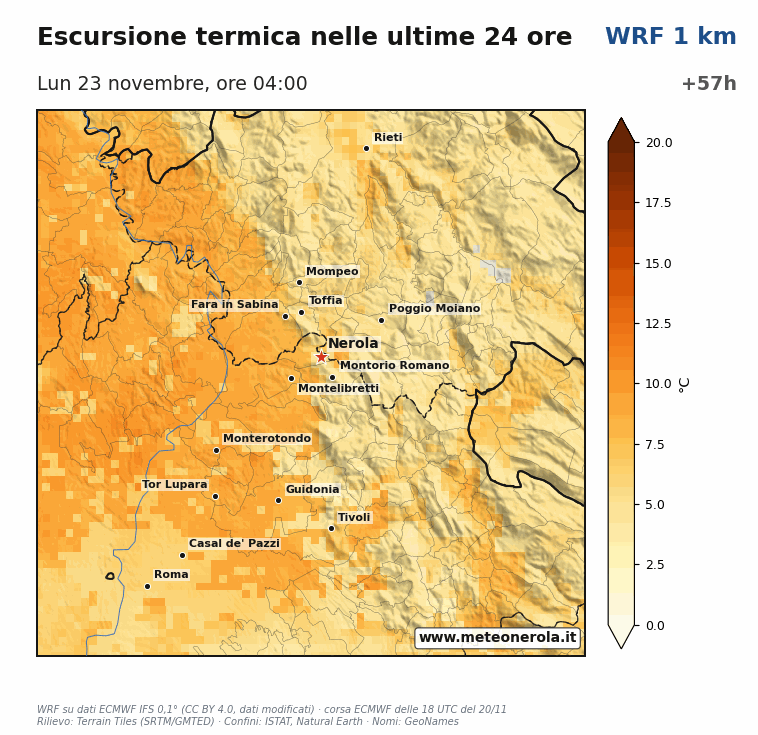 Escursione termica nelle ultime 24 ore
WRF 1 km
Lun 23 novembre, ore 04:00
+57h
Rieti
Mompeo
Fara in Sabina
Toffia
Poggio Moiano
Nerola
Montorio Romano
Montelibretti
Monterotondo
Tor Lupara
Guidonia
Tivoli
Casal de' Pazzi
Roma
www.meteonerola.it
20.0
17.5
15.0
12.5
10.0
7.5
5.0
2.5
0.0
°C
WRF su dati ECMWF IFS 0,1° (CC BY 4.0, dati modificati) · corsa ECMWF delle 18 UTC del 20/11
Rilievo: Terrain Tiles (SRTM/GMTED) · Confini: ISTAT, Natural Earth · Nomi: GeoNames